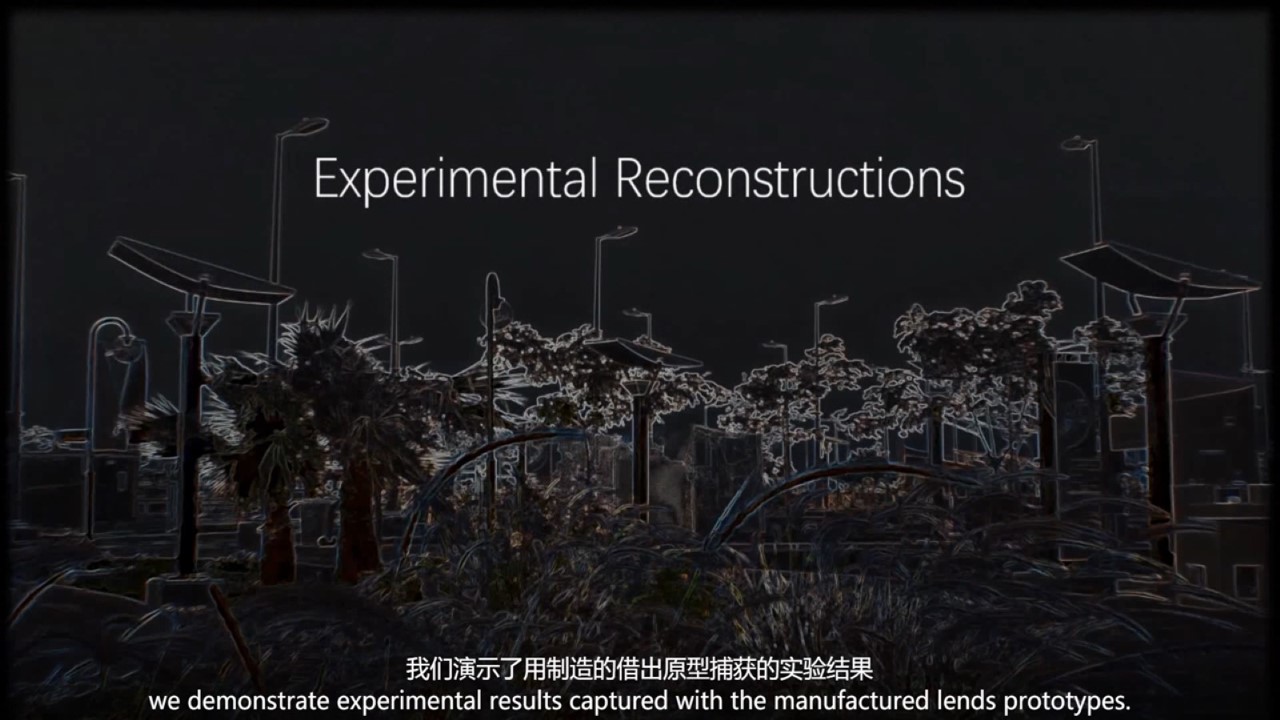 Experimental Reconstructions
我们演示了用制造的借出原型捕获的实验结果
we demonstrate experimental results captured with the manufactured lends prototypes.